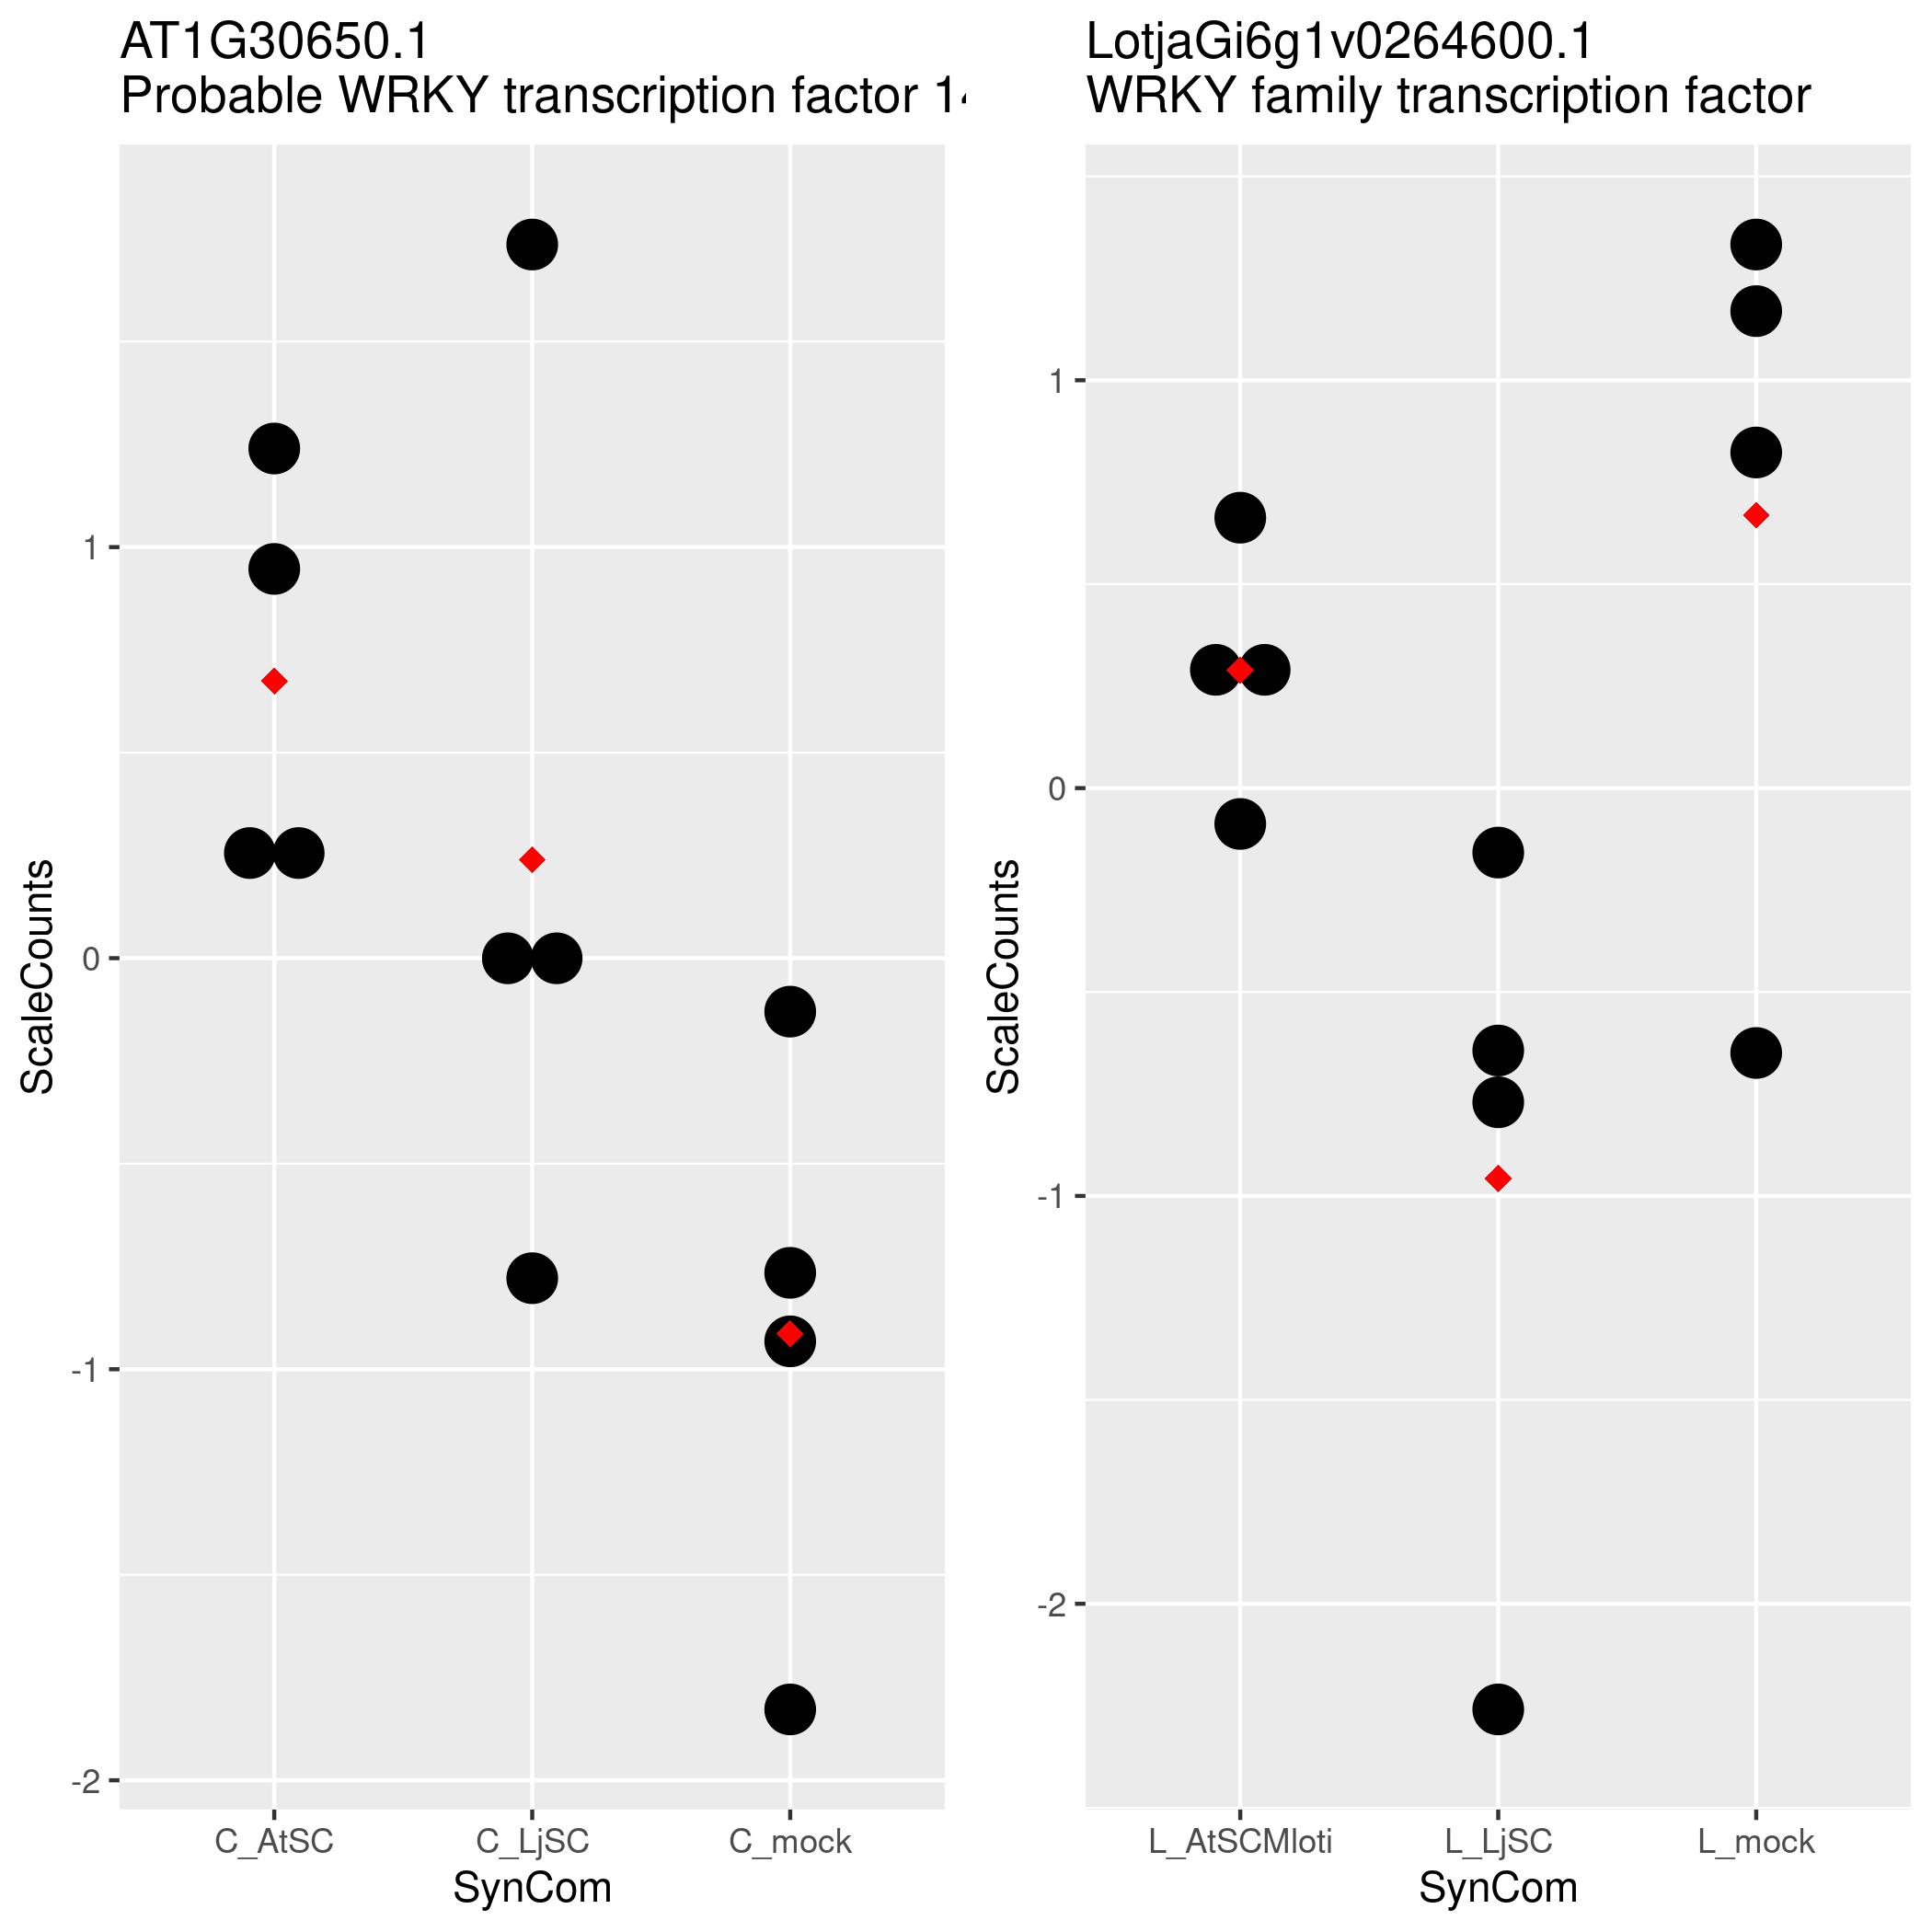 AT1G30650.1
Probable WRKY transcription factor
ScaleCounts
1
0
-1
-2
C_AtSC
C_LjSC
C_mock
SynCom
LotjaGi6g1v0264600.1
WRKY family transcription factor
ScaleCounts
1
0
-1
-2
L_AtSCMloti
L_LjSC
L_mock
SynCom